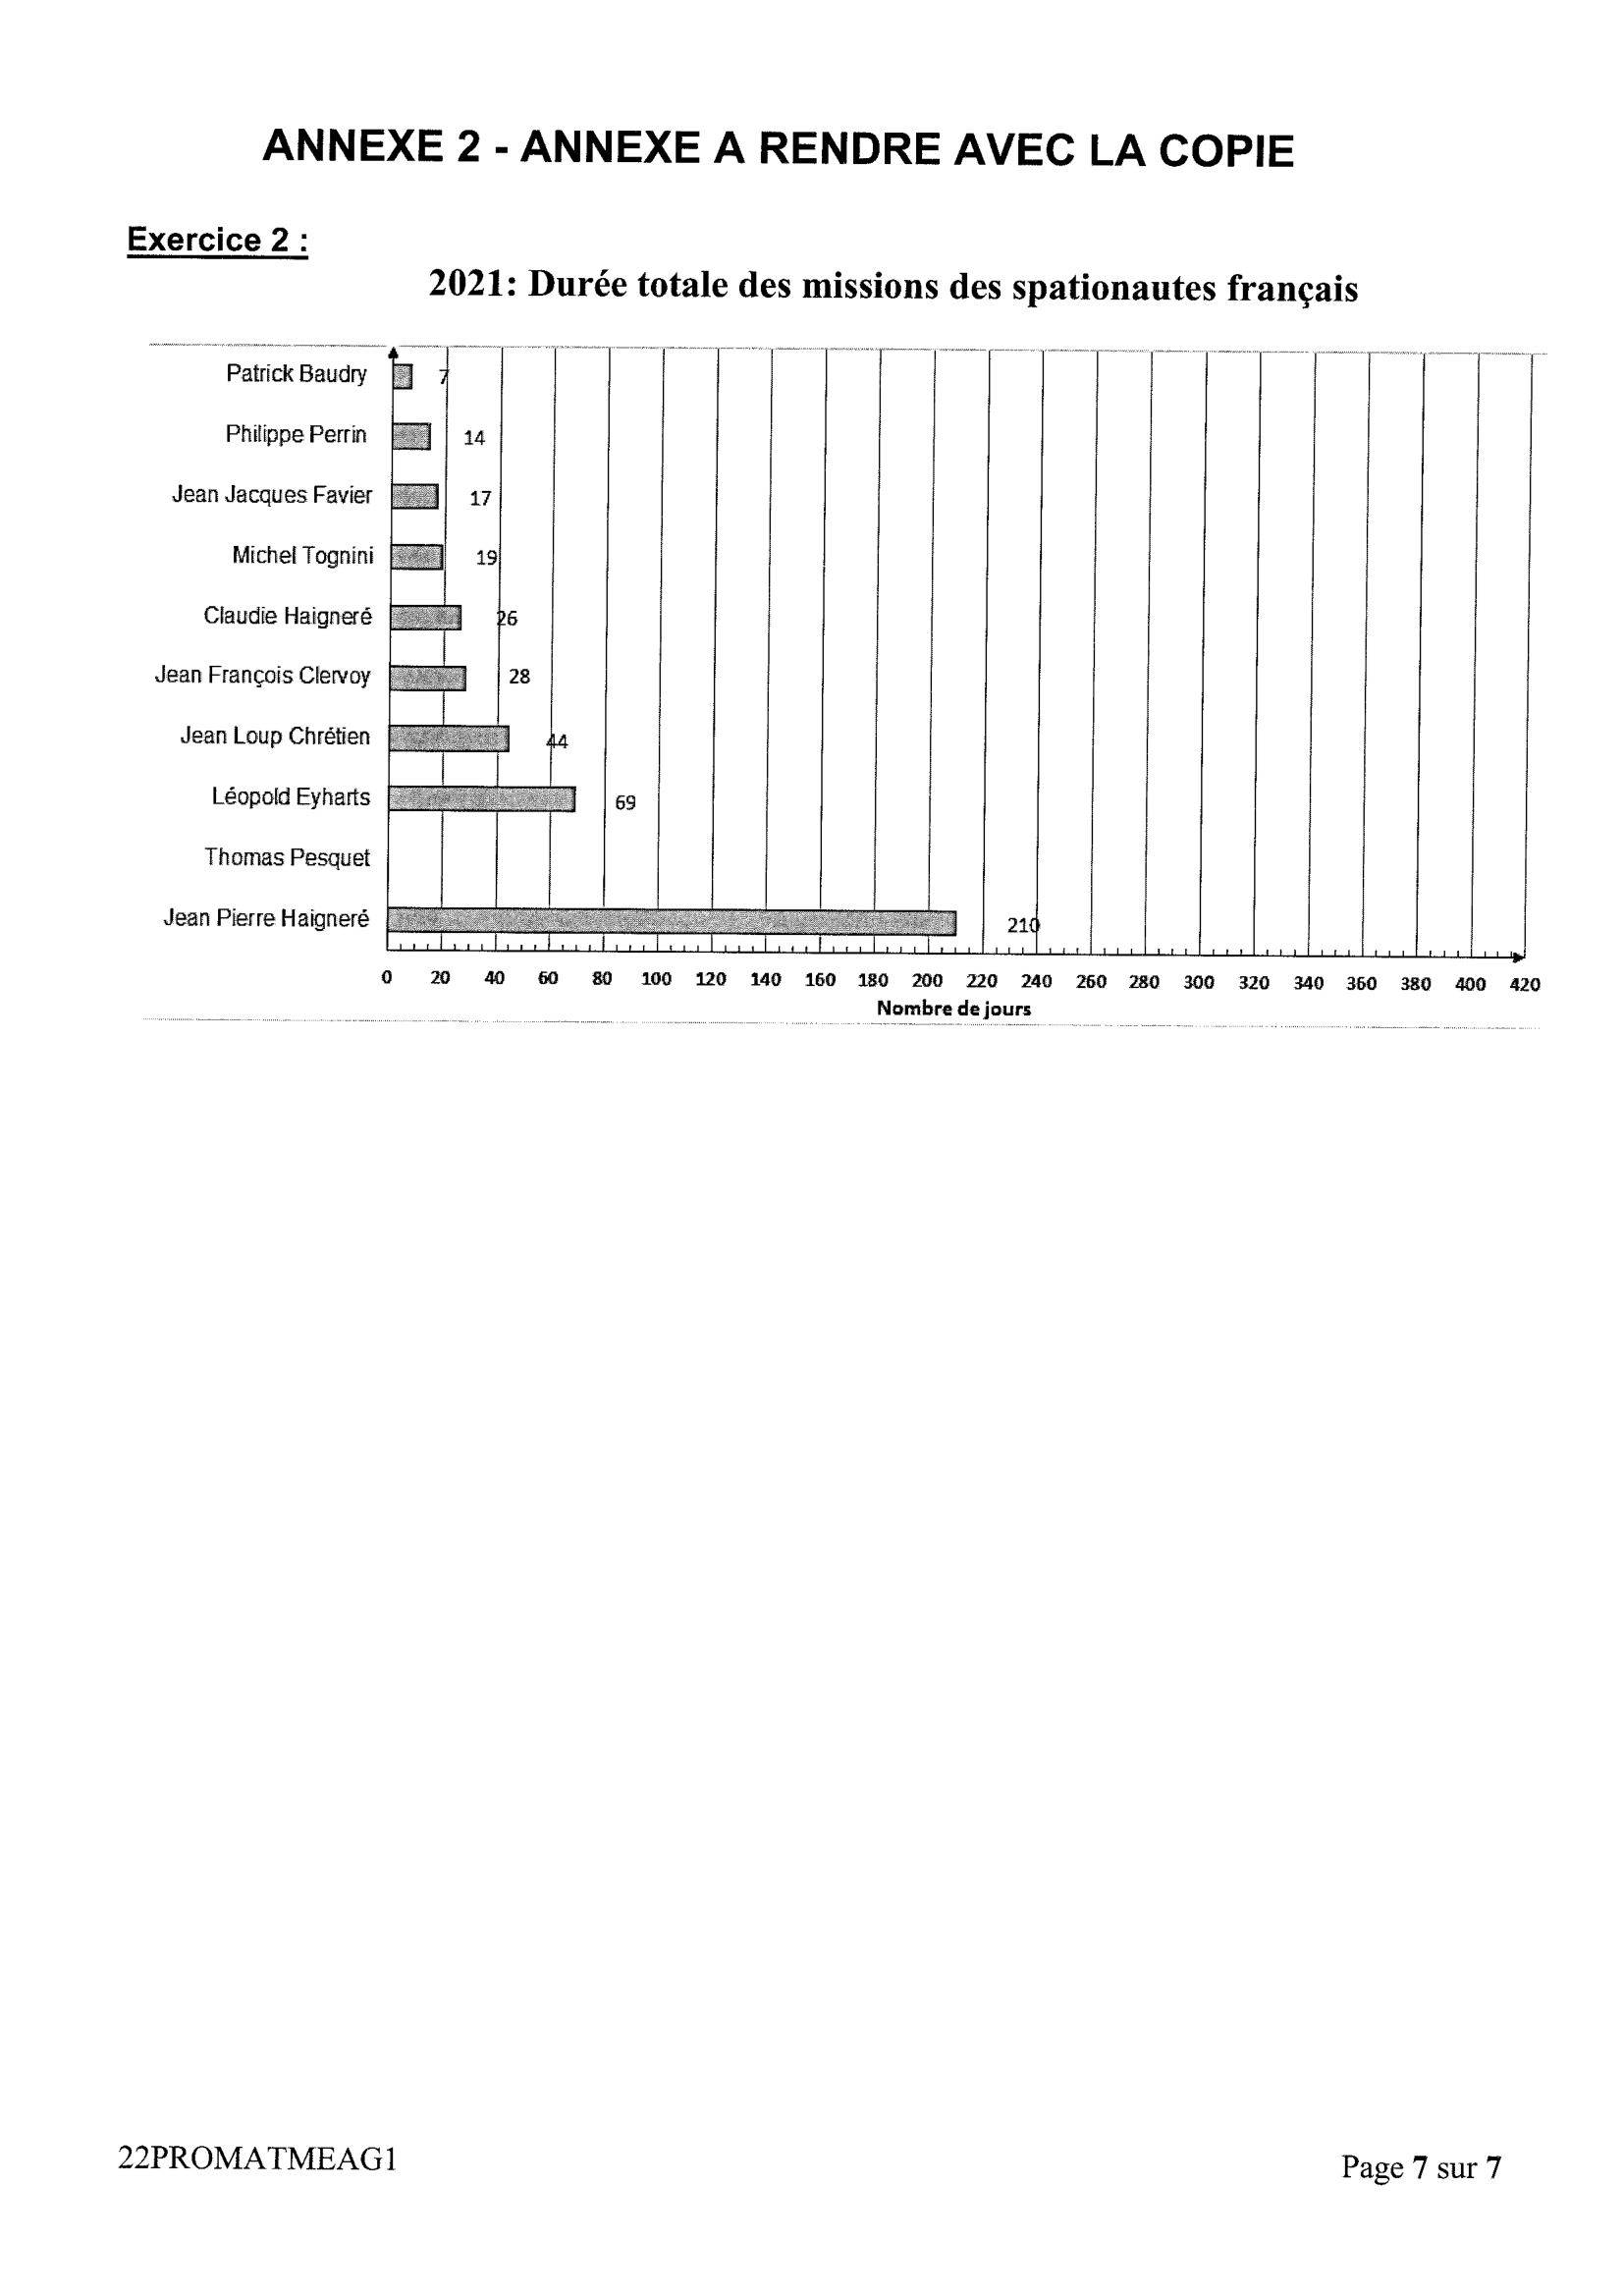 ANNEXE 2 - ANNEXE A RENDRE AVEC LA COPIE
Exercice 2 :
2021: Durée totale des missions des spationautes français
Patrick Baudry 7
Philippe Perrin 14
Jean Jacques Favier 17
Michel Tognini 19
Claudie Haigneré 26
Jean François Clervoy 28
Jean Loup Chrétien 44
Léopold Eyharts 69
Thomas Pesquet
Jean Pierre Haigneré 210
0 20 40 60 80 100 120 140 160 180 200 220 240 260 280 300 320 340 360 380 400 420
Nombre de jours
22PROMATMEAG1
Page 7 sur 7